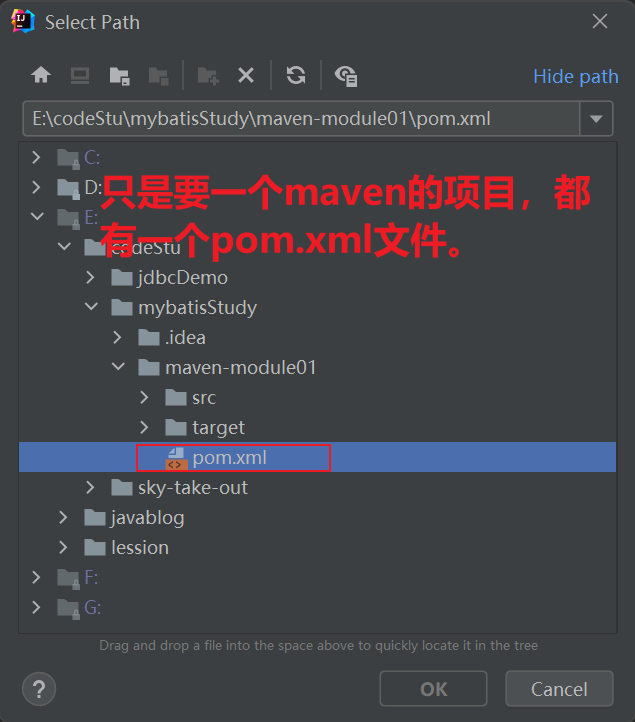 Select Path
Hide path
E:\codeStu\mybatisStudy\maven-module01\pom.xml
C:
D:
只是要一个maven的项目，都
E:
有一个pom.xml文件。
codeStu
jdbcDemo
mybatisStudy
.idea
maven-module01
src
target
pom.xml
sky-take-out
javablog
lession
F:
G:
Drag and drop a file into the space above to quickly locate it in the tree
?
OK
Cancel